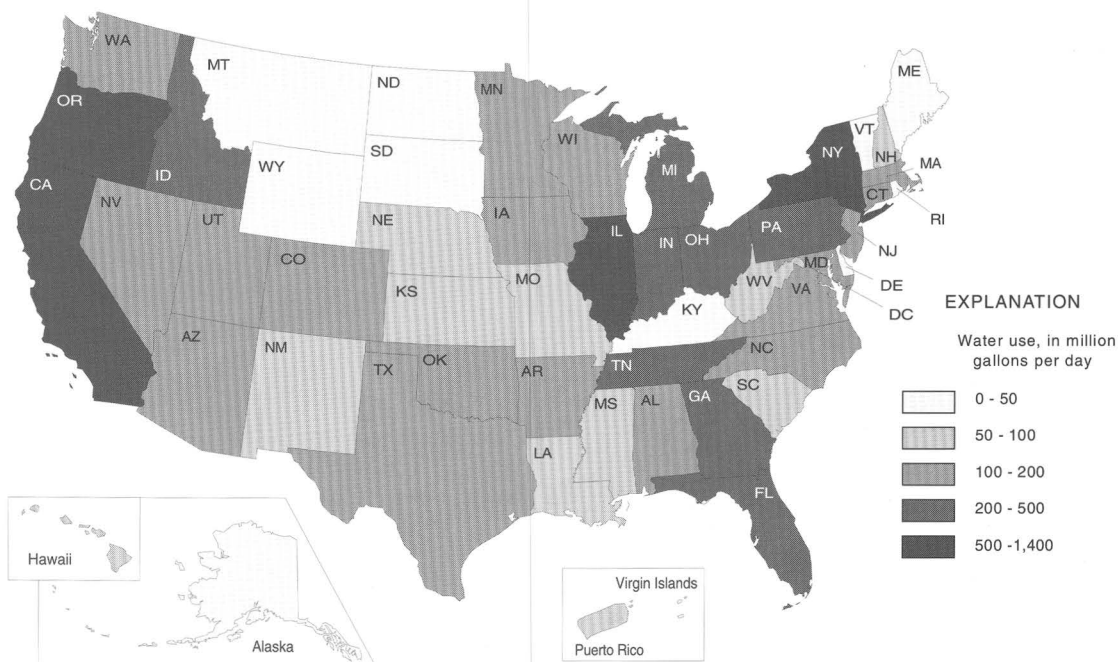 WA
MT
ND
MN
ME
OR
ID
WY
SD
WI
MI
VT
NH
NY
MA
CT
RI
CA
NV
UT
CO
NE
IA
IL
IN
OH
PA
NJ
MD
DE
DC
WV
VA
KS
MO
KY
AZ
NM
TX
OK
AR
TN
NC
SC
MS
AL
GA
LA
FL
Hawaii
Alaska
Virgin Islands
Puerto Rico
EXPLANATION
Water use, in million
gallons per day
0 - 50
50 - 100
100 - 200
200 - 500
500 -1,400